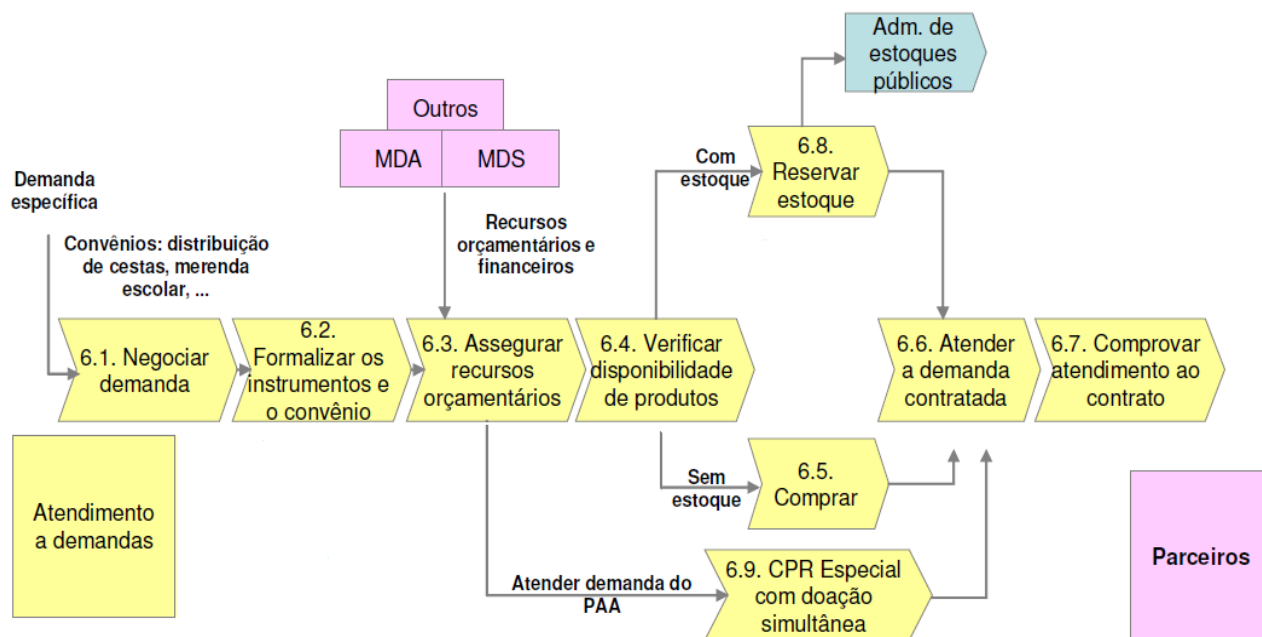 Adm. de
estoques
públicos
Outros
MDA
MDS
Com
estoque
6.8.
Reservar
estoque
Demanda
específica
Recursos
orçamentários e
financeiros
Convênios: distribuição
de cestas, merenda
escolar, ...
6.1. Negociar
demanda
6.2.
Formalizar os
instrumentos e
o convênio
6.3. Assegurar
recursos
orçamentários
6.4. Verificar
disponibilidade
de produtos
6.6. Atender
a demanda
contratada
6.7. Comprovar
atendimento ao
contrato
Sem
estoque
6.5.
Comprar
Atendimento
a demandas
Parceiros
Atender demanda do
PAA
6.9. CPR Especial
com doação
simultânea